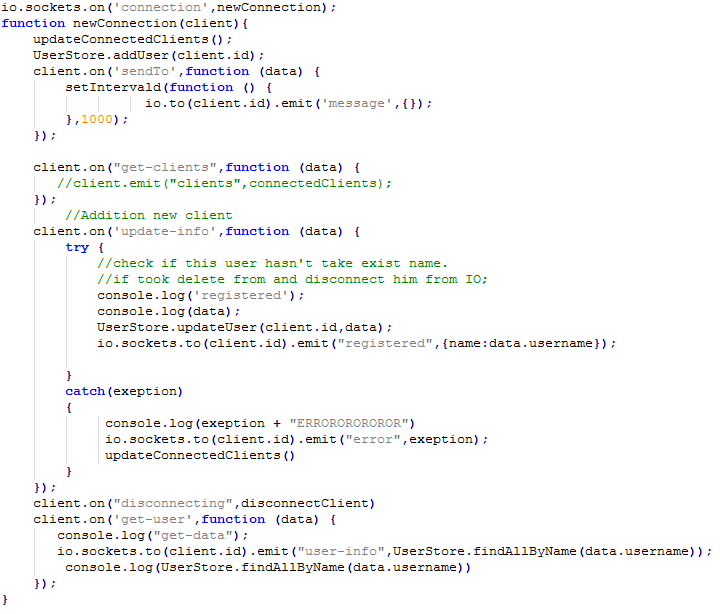 io.sockets.on('connection',newConnection);
function newConnection(client){
    updateConnectedClients();
    UserStore.addUser(client.id);
    client.on('sendTo',function (data) {
        setIntervald(function () {
                  io.to(client.id).emit('message',{});
        },1000);
    });

    client.on("get-clients",function (data) {
       //client.emit("clients",connectedClients);
    });
        //Addition new client
    client.on('update-info',function (data) {
        try {
            //check if this user hasn't take exist name.
            //if took delete from and disconnect him from IO;
            console.log('registered');
            console.log(data);
            UserStore.updateUser(client.id,data);
            io.sockets.to(client.id).emit("registered",{name:data.username});

        }
        catch(exeption)
        {
             console.log(exeption + "ERROROROROROR")
             io.sockets.to(client.id).emit("error",exeption);
             updateConnectedClients()
        }
    });
    client.on("disconnecting",disconnectClient)
    client.on('get-user',function (data) {
       console.log("get-data");
       io.sockets.to(client.id).emit("user-info",UserStore.findAllByName(data.username));
        console.log(UserStore.findAllByName(data.username))
    });
}